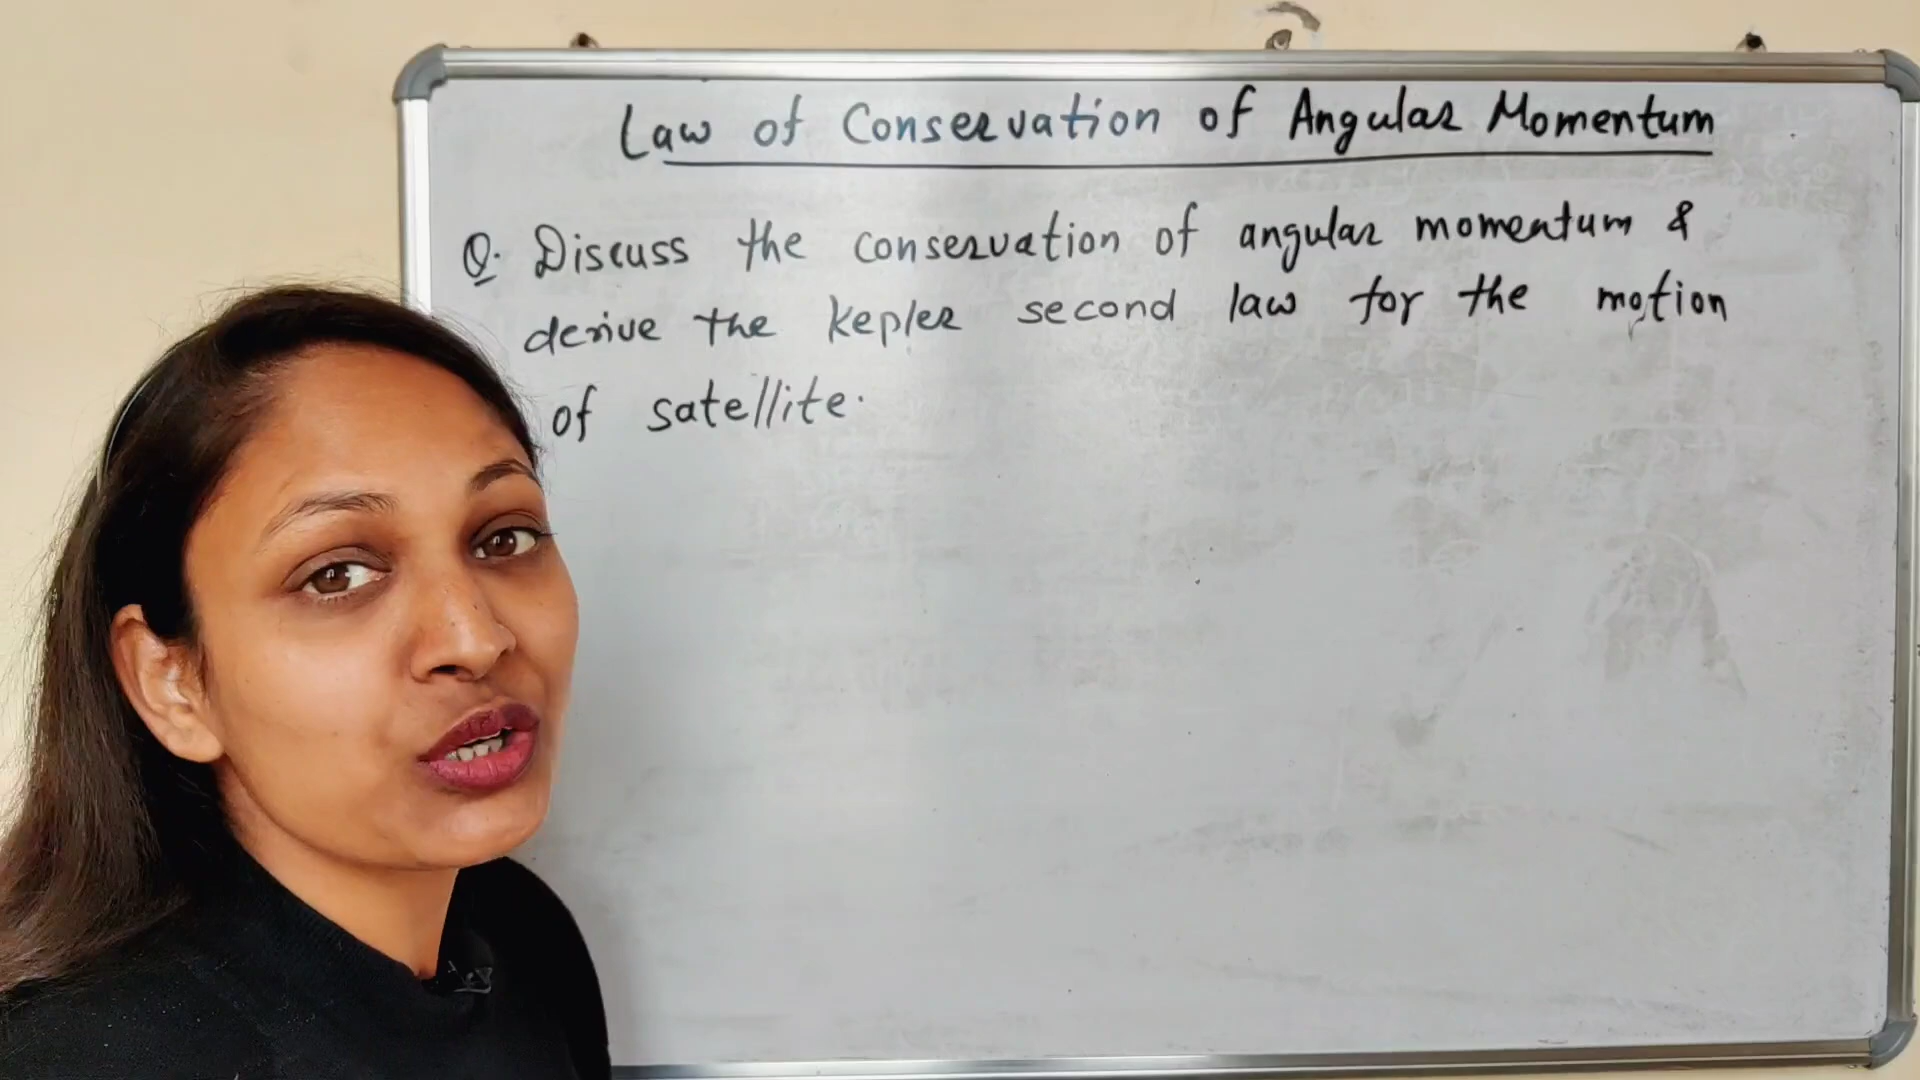 Law of Conservation of Angular Momentum
Q. Discuss the conservation of angular momentum &
derive the kepler second law for the motion
of satellite.